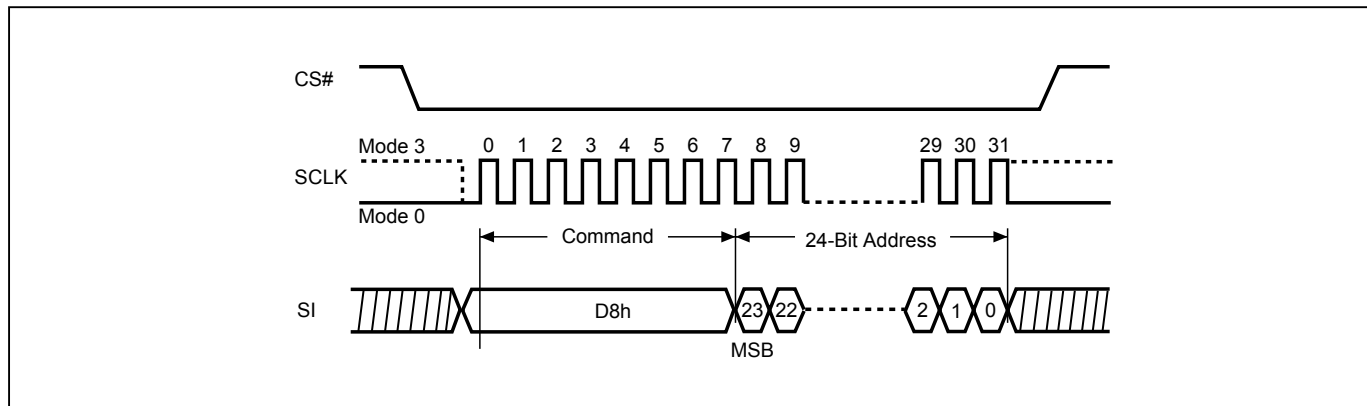 CS#
Mode 3
0 1 2 3 4 5 6 7 8 9 29 30 31
SCLK
Mode 0
Command
24-Bit Address
SI
D8h
23 22 2 1 0
MSB